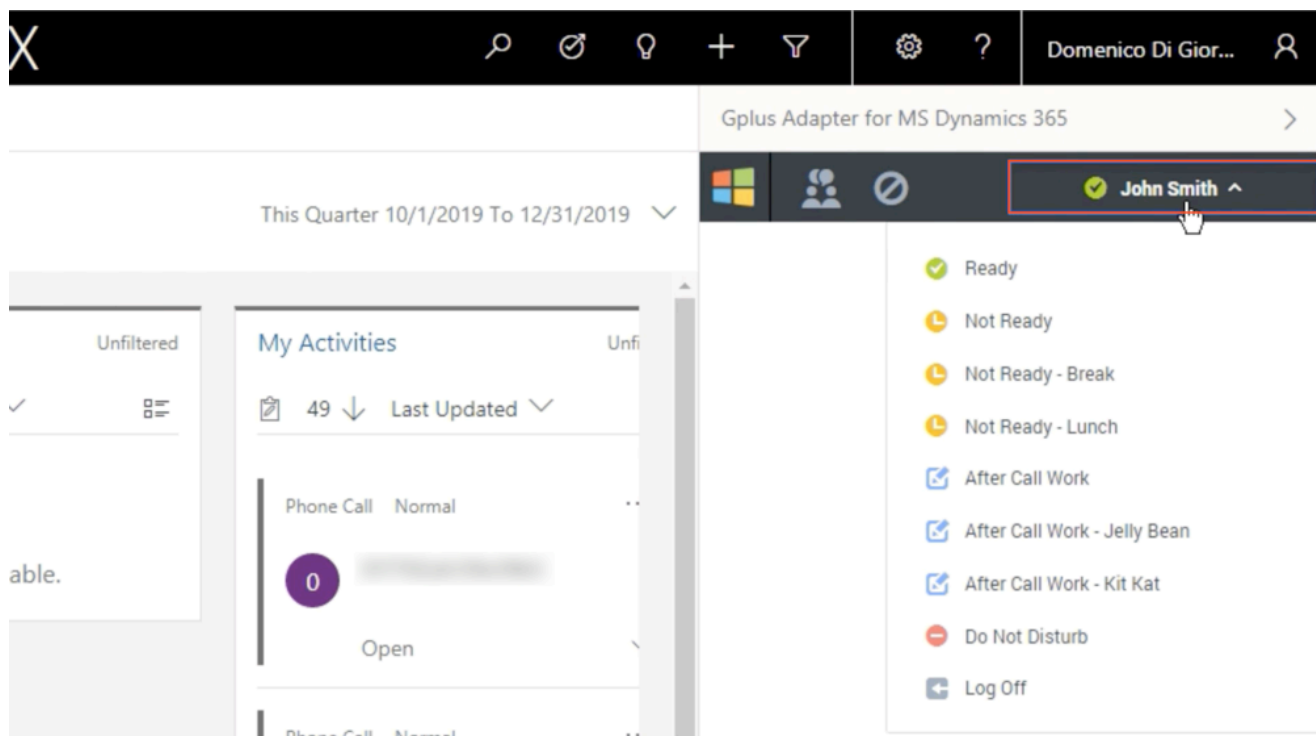 X
Domenico Di Gior...
Gplus Adapter for MS Dynamics 365
John Smith
This Quarter 10/1/2019 To 12/31/2019
Ready
Not Ready
Not Ready - Break
Not Ready - Lunch
After Call Work
After Call Work - Jelly Bean
After Call Work - Kit Kat
Do Not Disturb
Log Off
Unfiltered
able.
My Activities
Unfi
49
Last Updated
Phone Call Normal
0
Open
Phone Call Normal